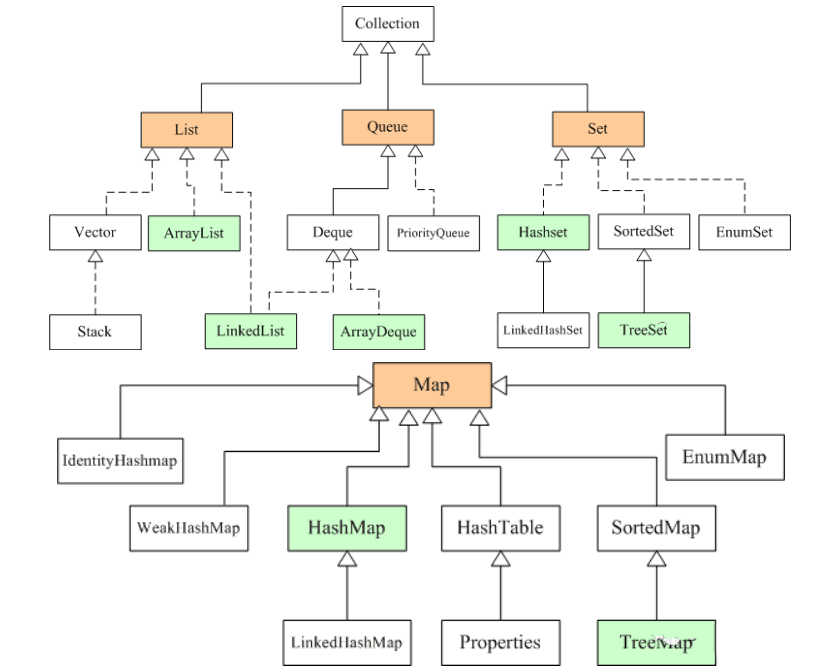 Collection
List
Queue
Set
Vector
ArrayList
Deque
PriorityQueue
Hashset
SortedSet
EnumSet
Stack
LinkedList
ArrayDeque
LinkedHashSet
TreeSet
Map
IdentityHashmap
EnumMap
WeakHashMap
HashMap
HashTable
SortedMap
LinkedHashMap
Properties
TreeMap